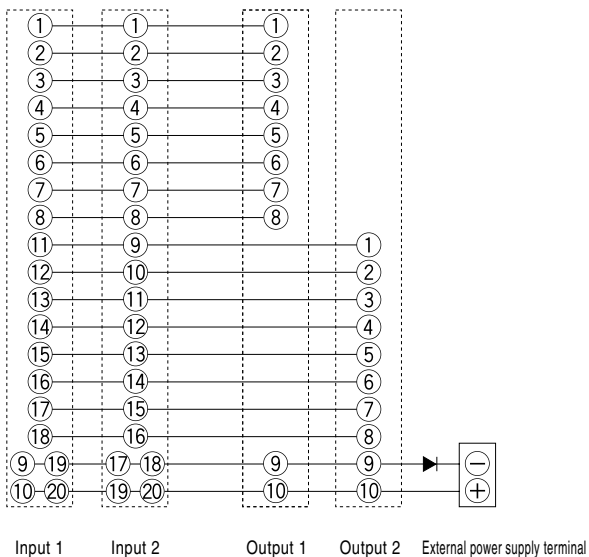 1 1 1
2 2 2
3 3 3
4 4 4
5 5 5
6 6 6
7 7 7
8 8 8
11 9 1
12 10 2
13 11 3
14 12 4
15 13 5
16 14 6
17 15 7
18 16 8
9 19 17 18 9 9 −
10 20 19 20 10 10 +
Input 1 Input 2 Output 1 Output 2 External power supply terminal